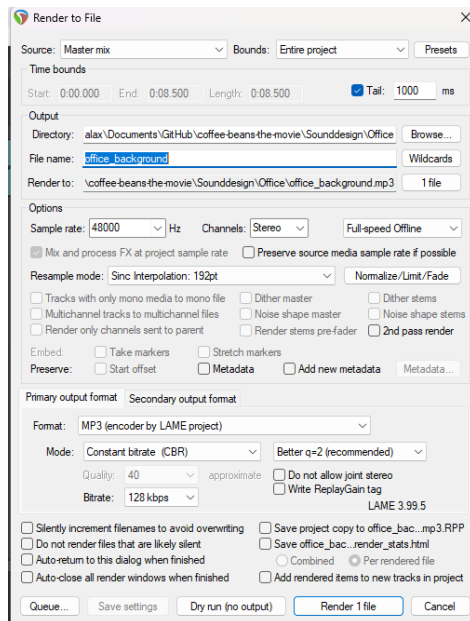 Render to File
Source: Master mix Bounds: Entire project Presets
Time bounds
Start: 0:00.000 End: 0:08.500 Length: 0:08.500 Tail: 1000 ms
Output
Directory: alax\Documents\GitHub\coffee-beans-the-movie\Sounddesign\Office Browse...
File name: office_background Wildcards
Render to: \coffee-beans-the-movie\Sounddesign\Office\office_background.mp3 1 file
Options
Sample rate: 48000 Hz Channels: Stereo Full-speed Offline
Mix and process FX at project sample rate Preserve source media sample rate if possible
Resample mode: Sinc Interpolation: 192pt Normalize/Limit/Fade
Tracks with only mono media to mono file Dither master Dither stems
Multichannel tracks to multichannel files Noise shape master Noise shape stems
Render only channels sent to parent Render stems pre-fader 2nd pass render
Embed: Take markers Stretch markers
Preserve: Start offset Metadata Add new metadata Metadata...
Primary output format Secondary output format
Format: MP3 (encoder by LAME project)
Mode: Constant bitrate (CBR) Better q=2 (recommended)
Quality: 40 approximate Do not allow joint stereo
Write ReplayGain tag
Bitrate: 128 kbps
LAME 3.99.5
Silently increment filenames to avoid overwriting Save project copy to office_bac...mp3.RPP
Do not render files that are likely silent Save office_bac...render_stats.html
Auto-return to this dialog when finished Combined Per rendered file
Auto-close all render windows when finished Add rendered items to new tracks in project
Queue... Save settings Dry run (no output) Render 1 file Cancel